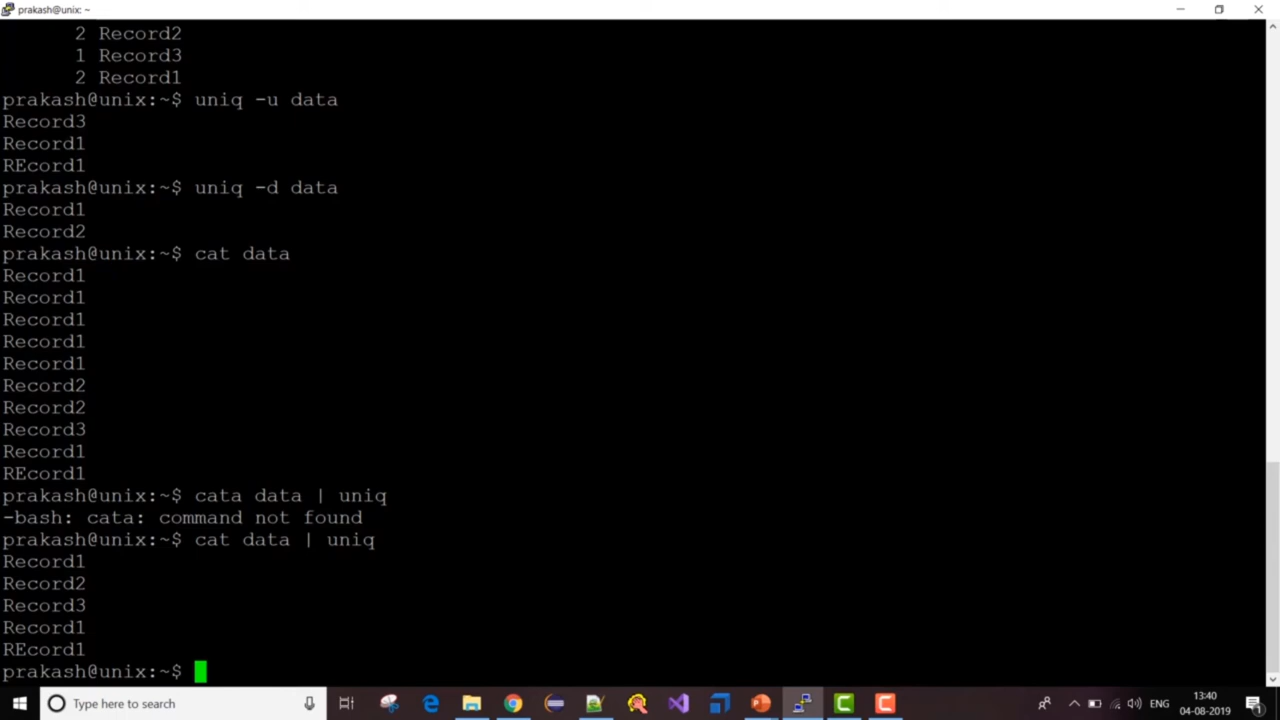 prakash@unix: ~
2 Record2
1 Record3
2 Record1
prakash@unix:~$ uniq -u data
Record3
Record1
REcord1
prakash@unix:~$ uniq -d data
Record1
Record2
prakash@unix:~$ cat data
Record1
Record1
Record1
Record1
Record1
Record2
Record2
Record3
Record1
REcord1
prakash@unix:~$ cata data | uniq
-bash: cata: command not found
prakash@unix:~$ cat data | uniq
Record1
Record2
Record3
Record1
REcord1
prakash@unix:~$
Type here to search
ENG
13:40
04-08-2019
1